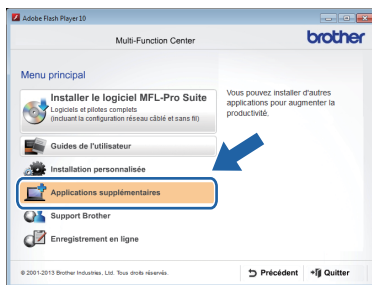 Adobe Flash Player 10
Multi-Function Center
brother
Menu principal
Installer le logiciel MFL-Pro Suite
Logiciels et pilotes complets
(incluant la configuration réseau câblé et sans fil)
Guides de l'utilisateur
Installation personnalisée
Applications supplémentaires
Support Brother
Enregistrement en ligne
Vous pouvez installer d'autres
applications pour augmenter la
productivité.
© 2001-2013 Brother Industries, Ltd. Tous droits réservés.
Précédent
Quitter